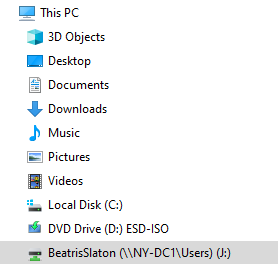 This PC
3D Objects
Desktop
Documents
Downloads
Music
Pictures
Videos
Local Disk (C:)
DVD Drive (D:) ESD-ISO
BeatrisSlaton (\\NY-DC1\Users) (J:)